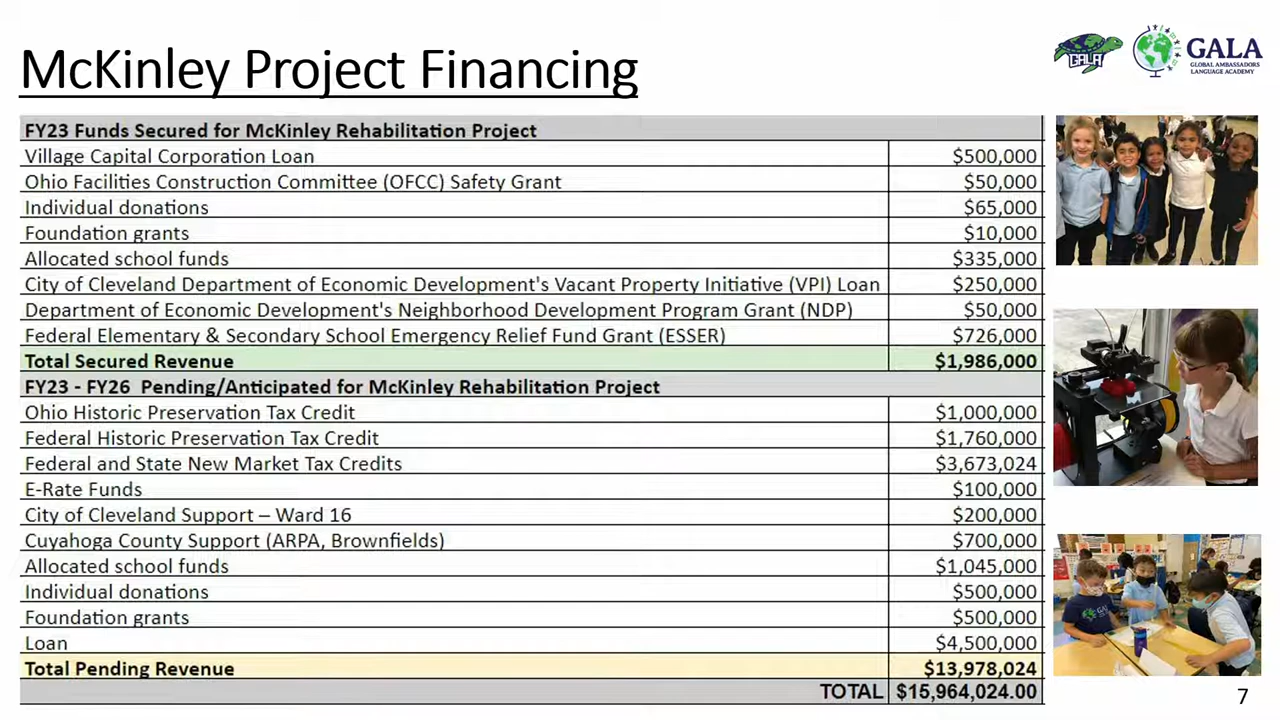 McKinley Project Financing
GALA
GALA
GLOBAL AMBASSADORS
LANGUAGE ACADEMY
FY23 Funds Secured for McKinley Rehabilitation Project
Village Capital Corporation Loan $500,000
Ohio Facilities Construction Committee (OFCC) Safety Grant $50,000
Individual donations $65,000
Foundation grants $10,000
Allocated school funds $335,000
City of Cleveland Department of Economic Development's Vacant Property Initiative (VPI) Loan $250,000
Department of Economic Development's Neighborhood Development Program Grant (NDP) $50,000
Federal Elementary & Secondary School Emergency Relief Fund Grant (ESSER) $726,000
Total Secured Revenue $1,986,000
FY23 - FY26 Pending/Anticipated for McKinley Rehabilitation Project
Ohio Historic Preservation Tax Credit $1,000,000
Federal Historic Preservation Tax Credit $1,760,000
Federal and State New Market Tax Credits $3,673,024
E-Rate Funds $100,000
City of Cleveland Support – Ward 16 $200,000
Cuyahoga County Support (ARPA, Brownfields) $700,000
Allocated school funds $1,045,000
Individual donations $500,000
Foundation grants $500,000
Loan $4,500,000
Total Pending Revenue $13,978,024
TOTAL $15,964,024.00
GALA
7